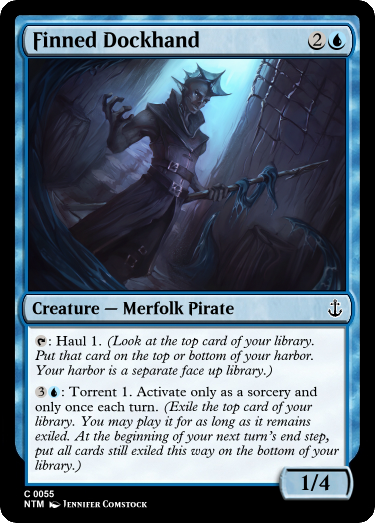 Finned Dockhand 2
Creature — Merfolk Pirate
: Haul 1. (Look at the top card of your library.
Put that card on the top or bottom of your harbor.
Your harbor is a separate face up library.)
3 : Torrent 1. Activate only as a sorcery and
only once each turn. (Exile the top card of your
library. You may play it for as long as it remains
exiled. At the beginning of your next turn's end step,
put all cards still exiled this way on the bottom of
your library.)
1/4
C 0055
NTM Jennifer Comstock